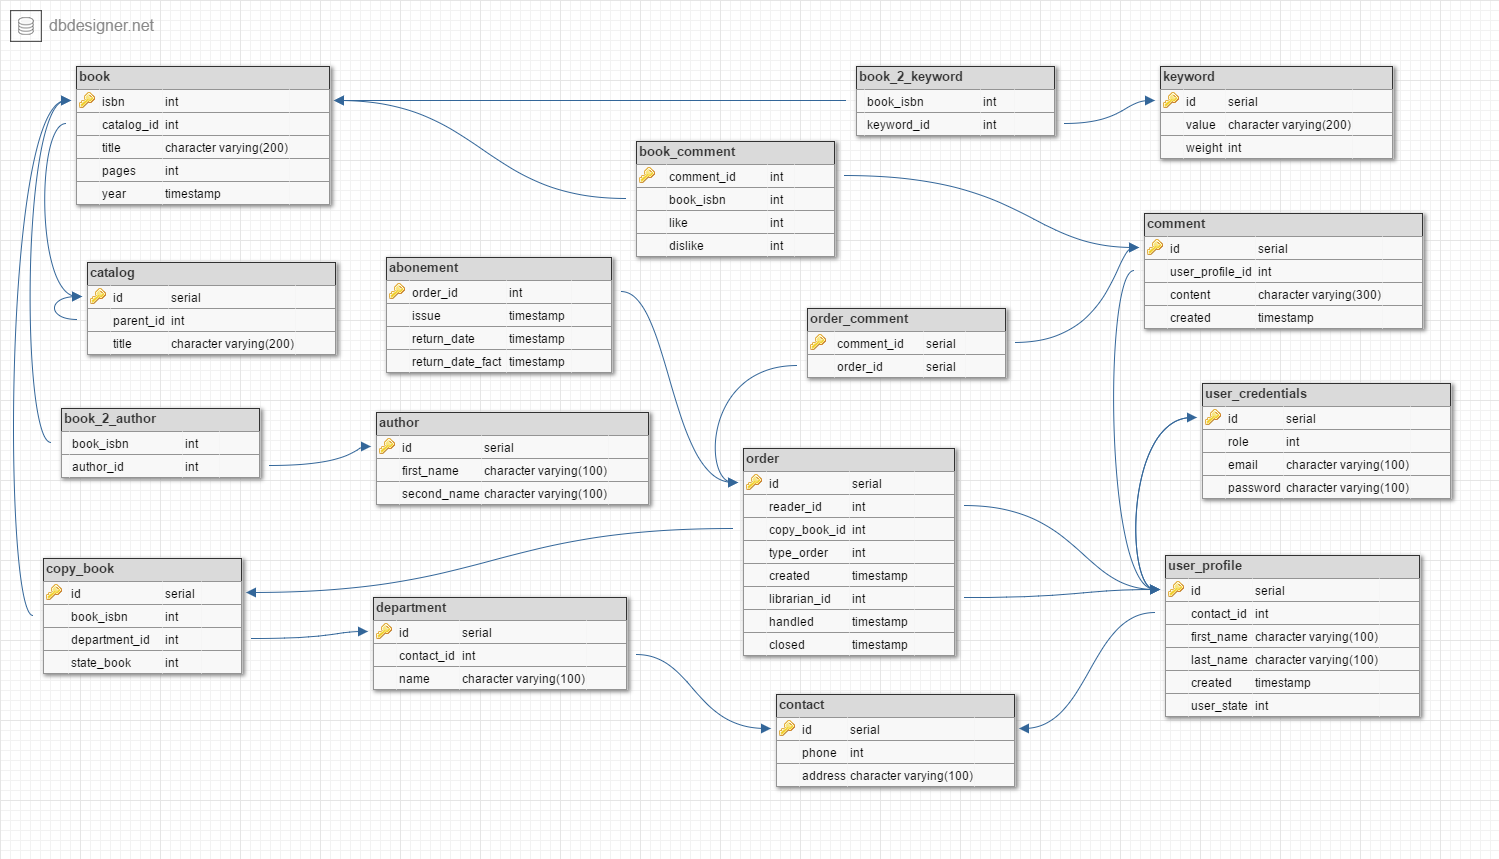 dbdesigner.net
book
isbn int
catalog_id int
title character varying(200)
pages int
year timestamp
book_2_keyword
book_isbn int
keyword_id int
keyword
id serial
value character varying(200)
weight int
book_comment
comment_id int
book_isbn int
like int
dislike int
comment
id serial
user_profile_id int
content character varying(300)
created timestamp
catalog
id serial
parent_id int
title character varying(200)
abonement
order_id int
issue timestamp
return_date timestamp
return_date_fact timestamp
order_comment
comment_id serial
order_id serial
user_credentials
id serial
role int
email character varying(100)
password character varying(100)
book_2_author
book_isbn int
author_id int
author
id serial
first_name character varying(100)
second_name character varying(100)
order
id serial
reader_id int
copy_book_id int
type_order int
created timestamp
librarian_id int
handled timestamp
closed timestamp
copy_book
id serial
book_isbn int
department_id int
state_book int
department
id serial
contact_id int
name character varying(100)
user_profile
id serial
contact_id int
first_name character varying(100)
last_name character varying(100)
created timestamp
user_state int
contact
id serial
phone int
address character varying(100)